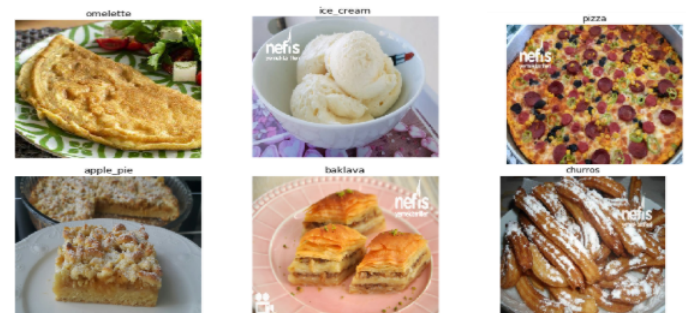 omelette
ice_cream
pizza
nefis
nefis
apple_pie
baklava
churros
nefis
nefis